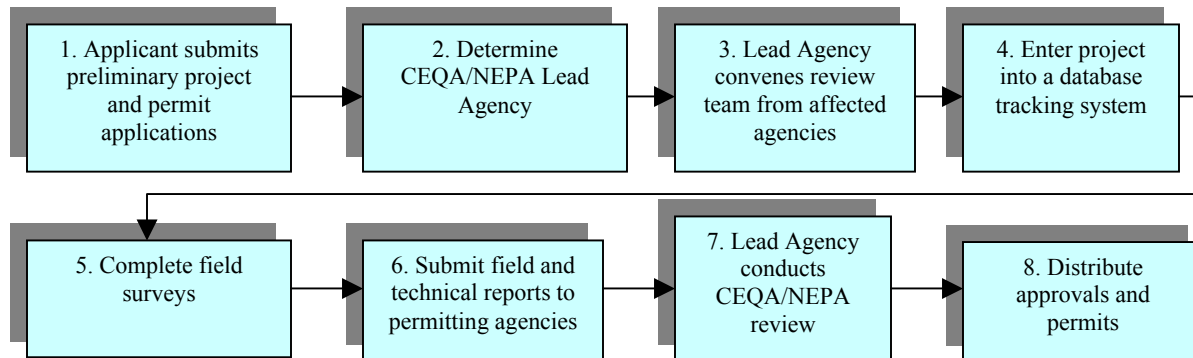 1. Applicant submits
preliminary project
and permit
applications
2. Determine
CEQA/NEPA Lead
Agency
3. Lead Agency
convenes review
team from affected
agencies
4. Enter project
into a database
tracking system
5. Complete field
surveys
6. Submit field and
technical reports to
permitting agencies
7. Lead Agency
conducts
CEQA/NEPA
review
8. Distribute
approvals and
permits